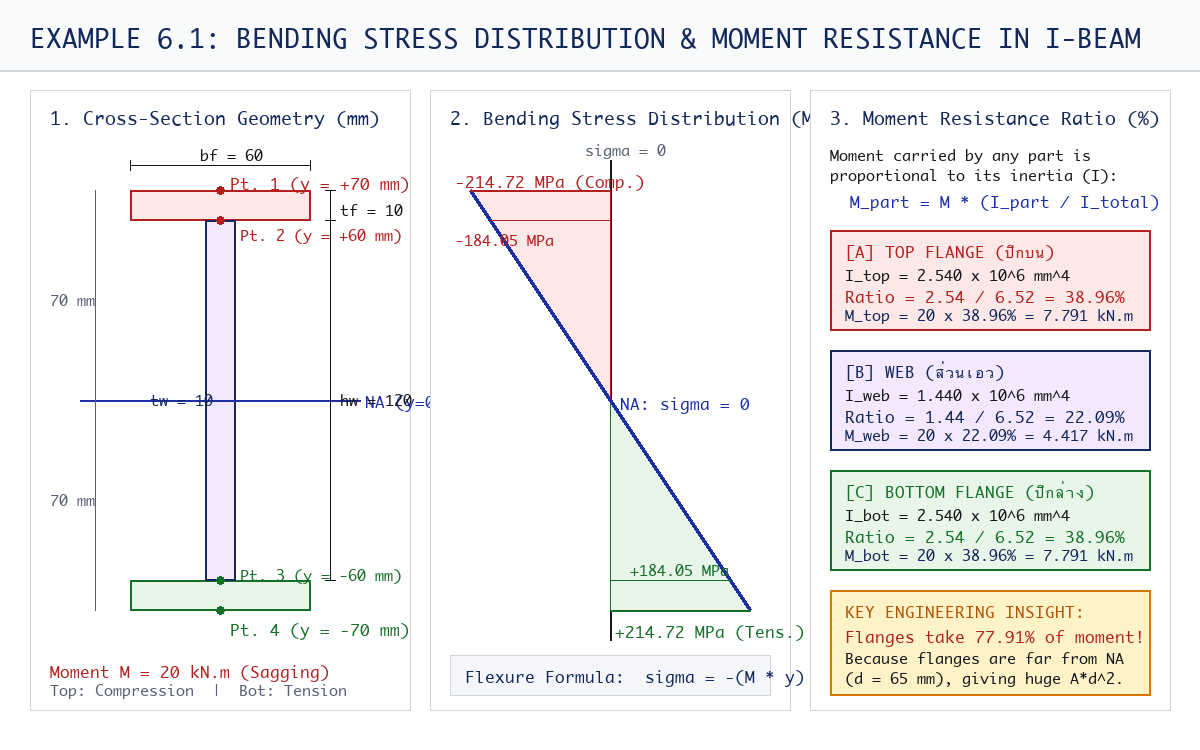 EXAMPLE 6.1: BENDING STRESS DISTRIBUTION & MOMENT RESISTANCE IN I-BEAM
1. Cross-Section Geometry (mm)
bf = 60
Pt. 1 (y = +70 mm)
tf = 10
Pt. 2 (y = +60 mm)
70 mm
tw = 10
hw = 120
NA (y=0
70 mm
Pt. 3 (y = -60 mm)
Pt. 4 (y = -70 mm)
Moment M = 20 kN.m (Sagging)
Top: Compression | Bot: Tension
2. Bending Stress Distribution (M
sigma = 0
-214.72 MPa (Comp.)
-184.05 MPa
NA: sigma = 0
+184.05 MPa
+214.72 MPa (Tens.)
Flexure Formula: sigma = -(M * y)
3. Moment Resistance Ratio (%)
Moment carried by any part is
proportional to its inertia (I):
M_part = M * (I_part / I_total)
[A] TOP FLANGE (ปีกบน)
I_top = 2.540 x 10^6 mm^4
Ratio = 2.54 / 6.52 = 38.96%
M_top = 20 x 38.96% = 7.791 kN.m
[B] WEB (ส่วนเอว)
I_web = 1.440 x 10^6 mm^4
Ratio = 1.44 / 6.52 = 22.09%
M_web = 20 x 22.09% = 4.417 kN.m
[C] BOTTOM FLANGE (ปีกล่าง)
I_bot = 2.540 x 10^6 mm^4
Ratio = 2.54 / 6.52 = 38.96%
M_bot = 20 x 38.96% = 7.791 kN.m
KEY ENGINEERING INSIGHT:
Flanges take 77.91% of moment!
Because flanges are far from NA
(d = 65 mm), giving huge A*d^2.